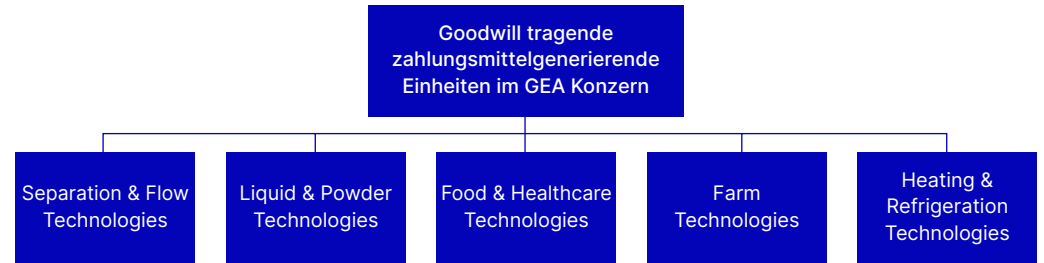 Goodwill tragende
zahlungsmittelgenerierende
Einheiten im GEA Konzern
Separation & Flow
Technologies
Liquid & Powder
Technologies
Food & Healthcare
Technologies
Farm
Technologies
Heating &
Refrigeration
Technologies